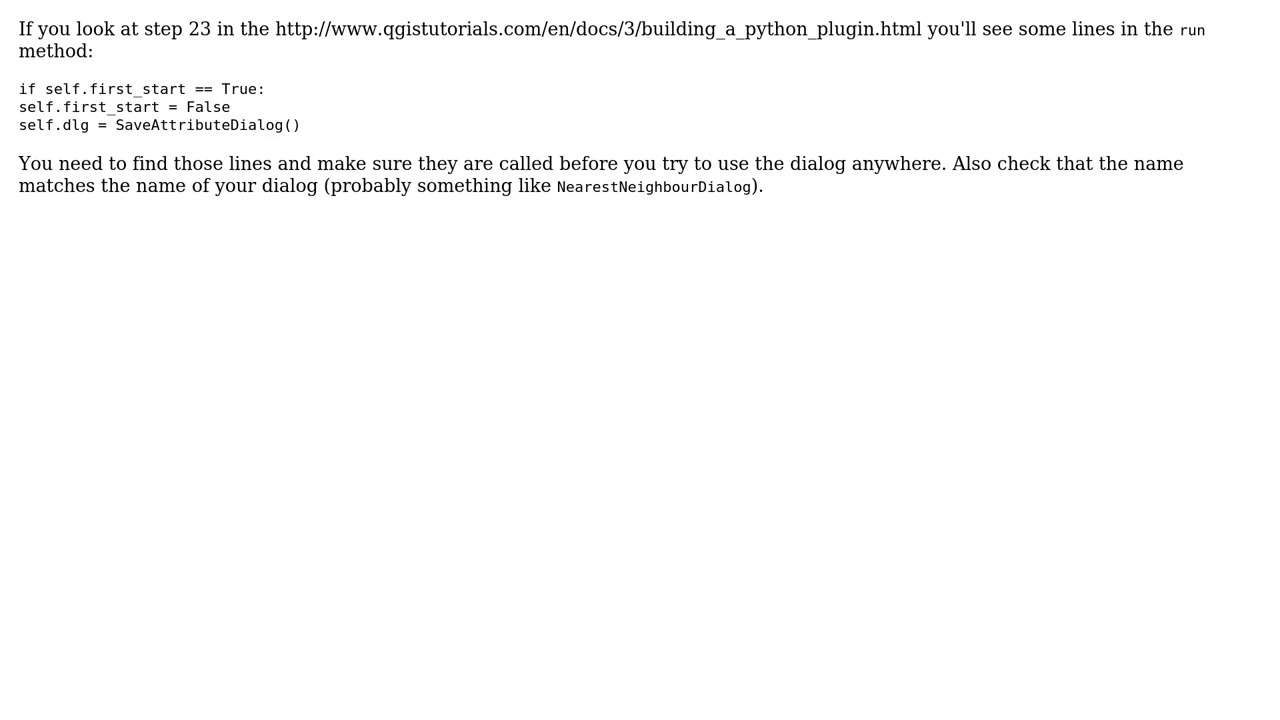 If you look at step 23 in the http://www.qgistutorials.com/en/docs/3/building_a_python_plugin.html you'll see some lines in the run
method:
if self.first_start == True:
self.first_start = False
self.dlg = SaveAttributeDialog()
You need to find those lines and make sure they are called before you try to use the dialog anywhere. Also check that the name
matches the name of your dialog (probably something like NearestNeighbourDialog).